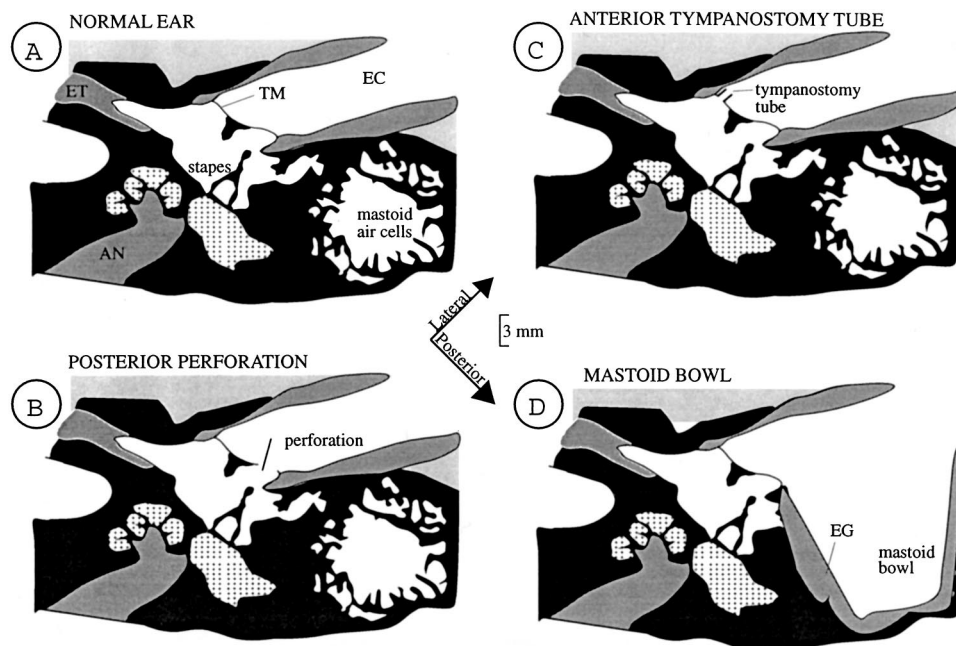 A
NORMAL EAR
ET
TM
EC
stapes
AN
mastoid
air cells
C
ANTERIOR TYMPANOSTOMY TUBE
tympanostomy
tube
Lateral
Posterior
3 mm
B
POSTERIOR PERFORATION
perforation
D
MASTOID BOWL
EG
mastoid
bowl